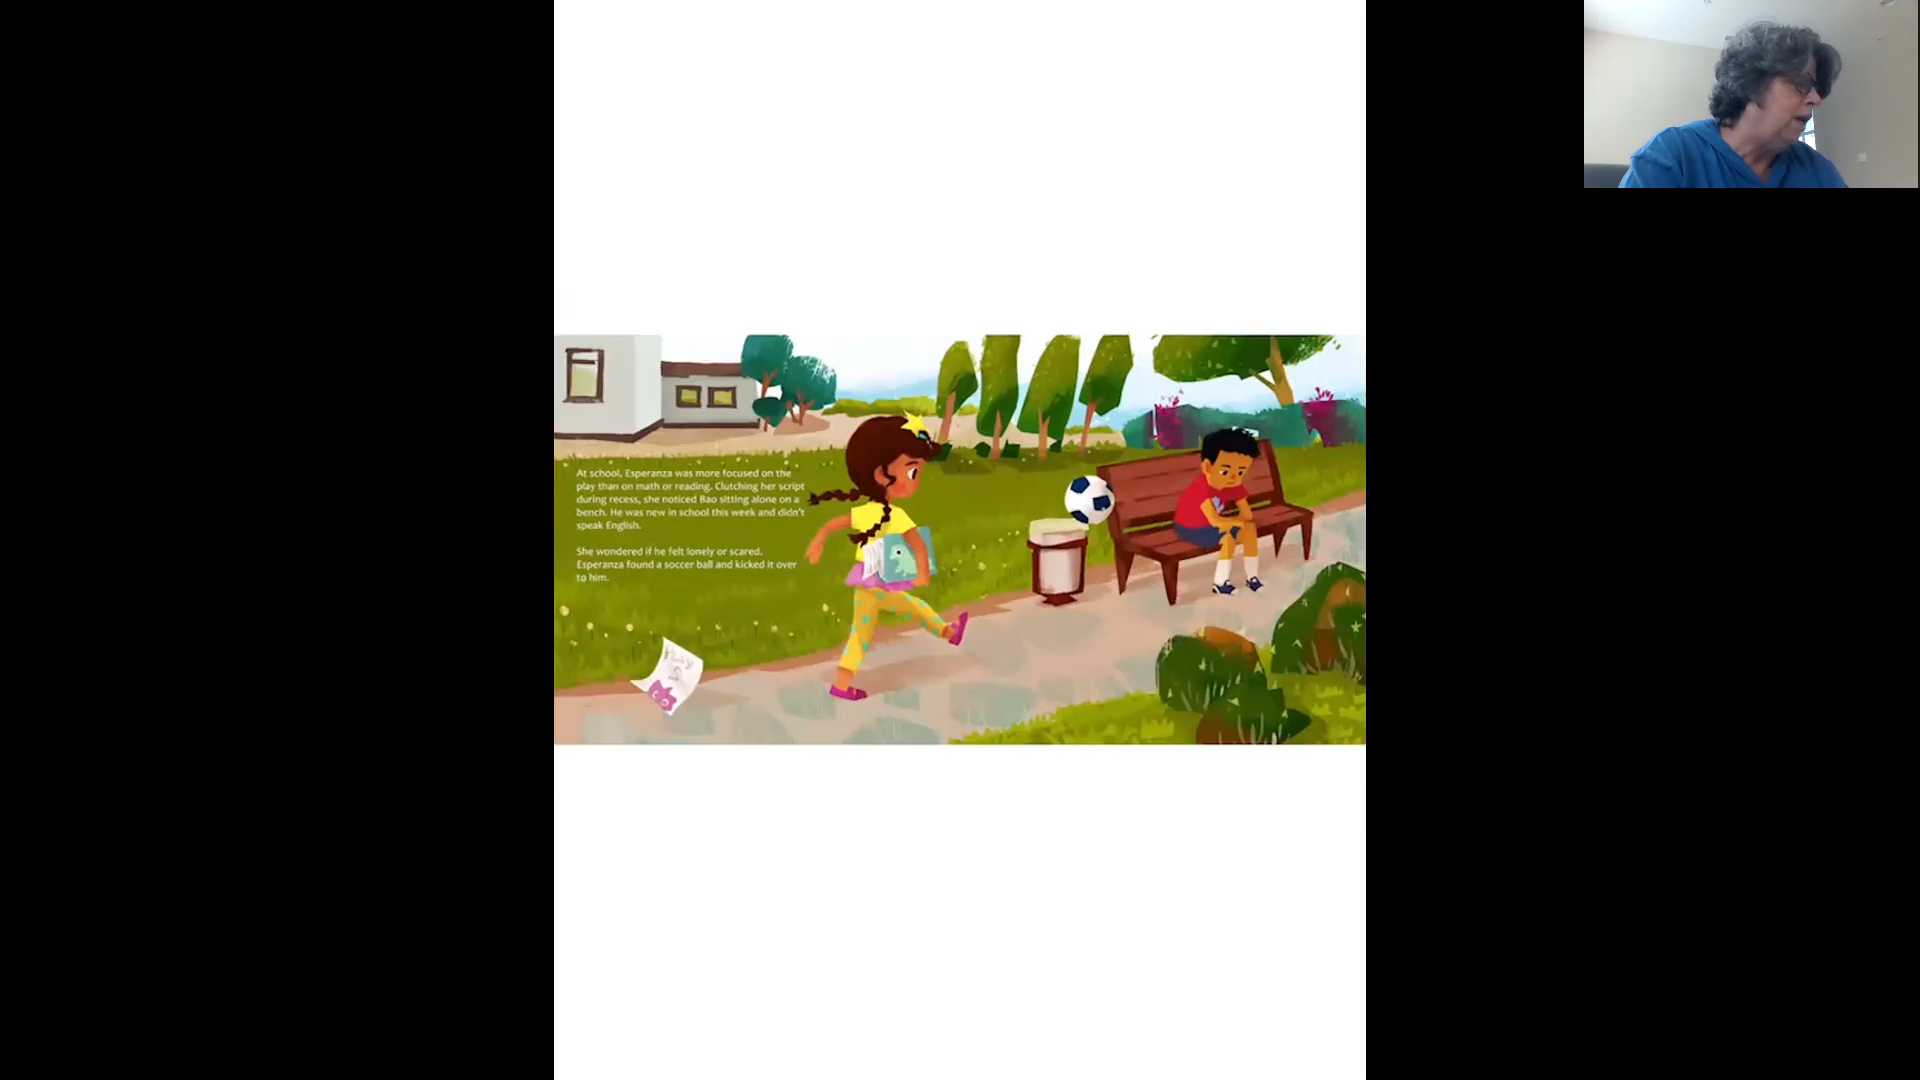 At school, Esperanza was more focused on the
play than on math or reading. Clutching her script
during recess, she noticed Bao sitting alone on a
bench. He was new in school this week and didn't
speak English.
She wondered if he felt lonely or scared.
Esperanza found a soccer ball and kicked it over
to him.